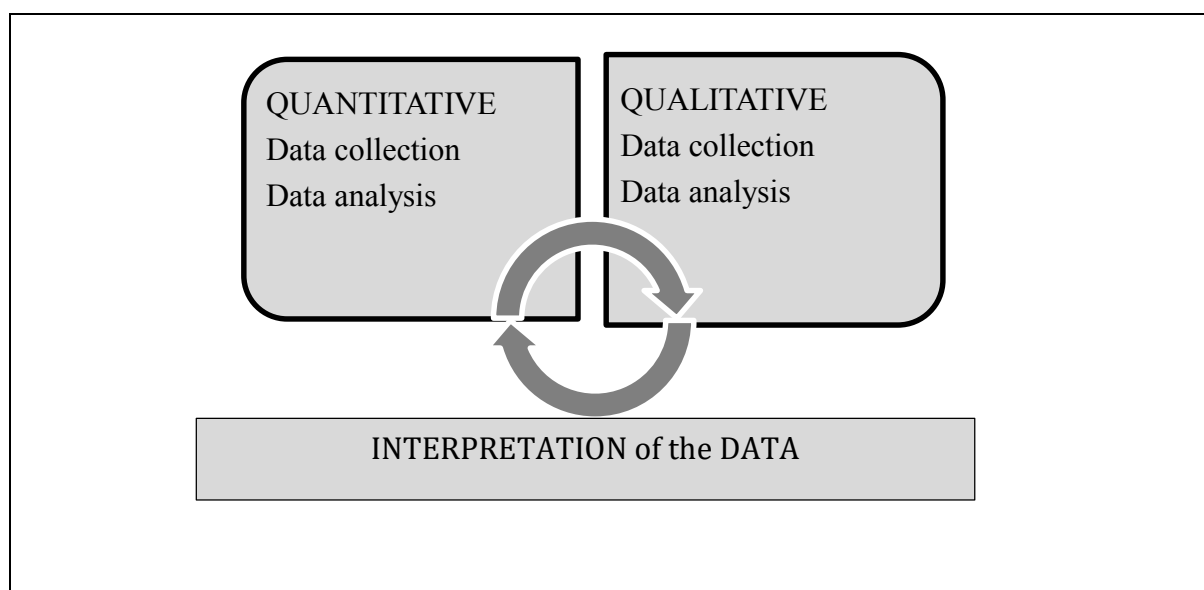 QUANTITATIVE
Data collection
Data analysis
QUALITATIVE
Data collection
Data analysis
INTERPRETATION of the DATA